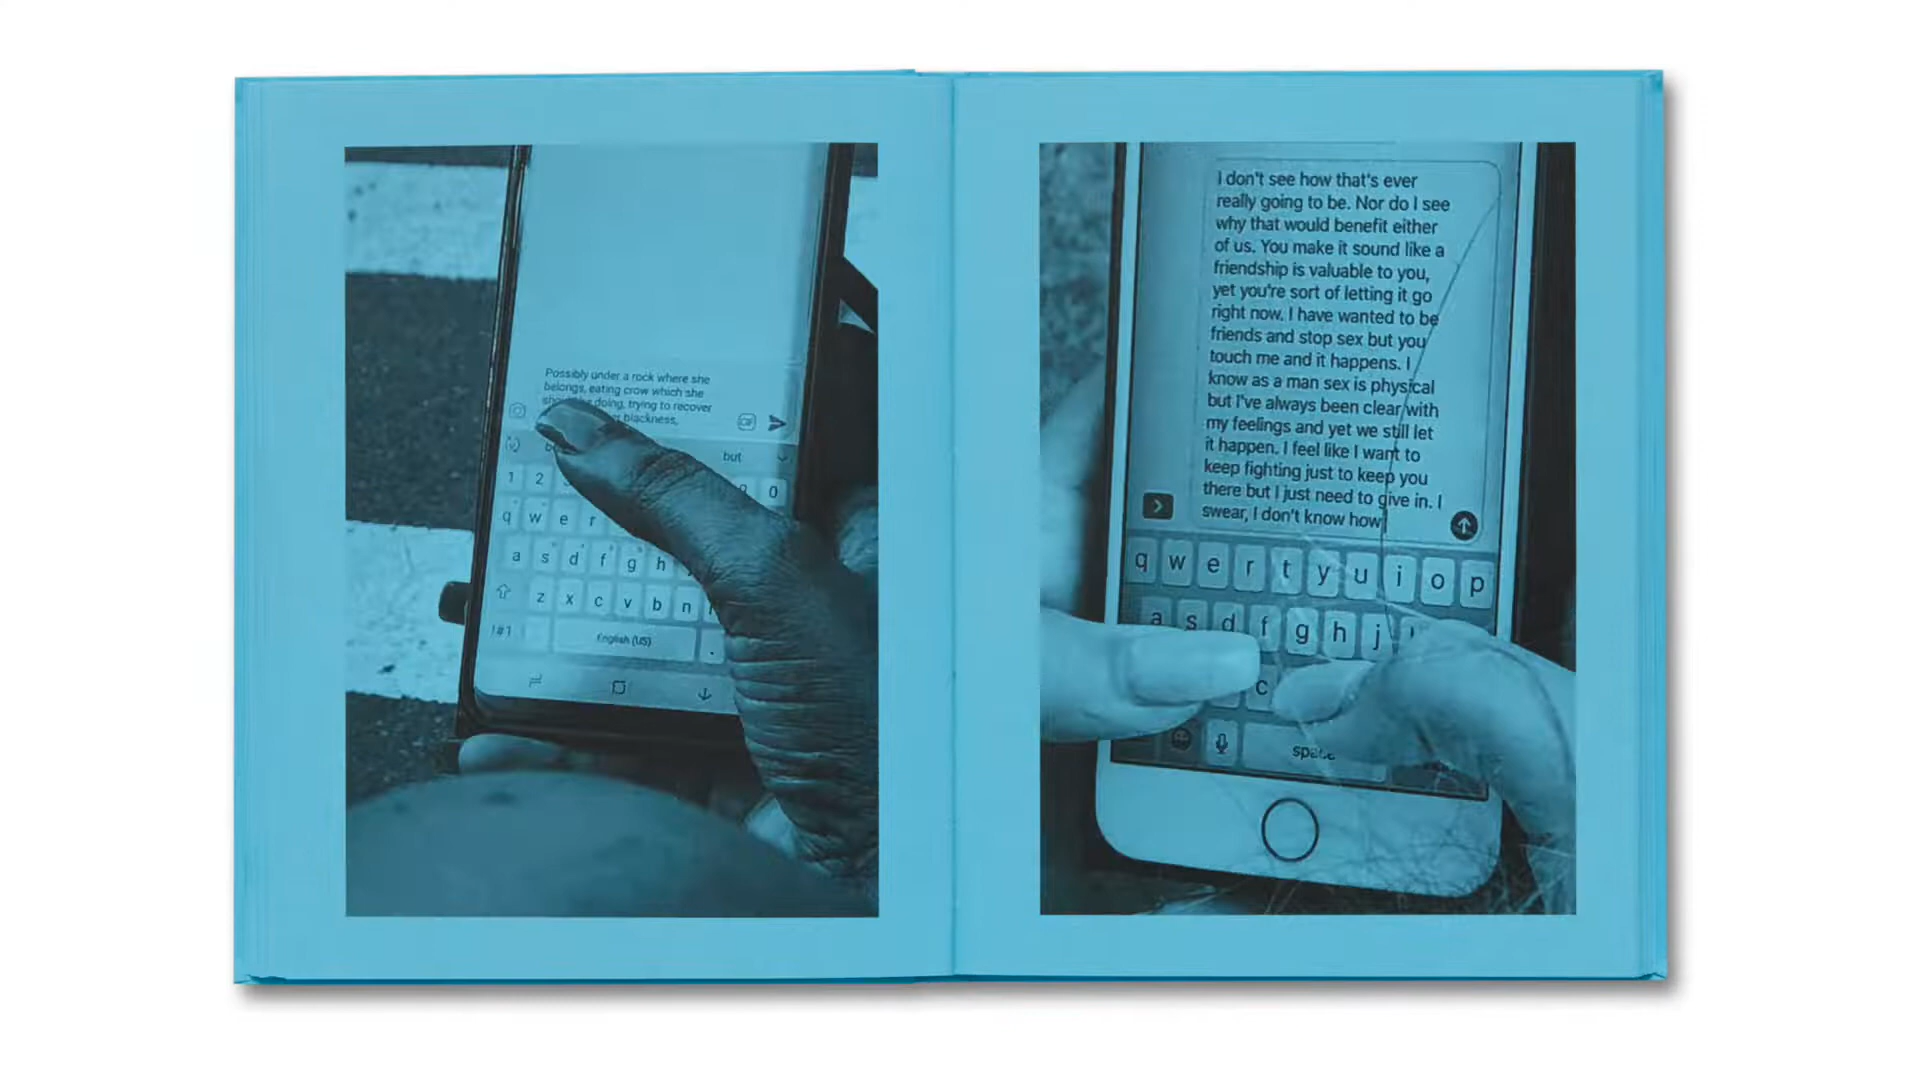 Possibly under a rock where she
belongs, eating crow which she
doing, trying to recover
blackness,
but
1 2 0
q w e r
a s d f g h
z x c v b n
!#1 English (US) .
I don't see how that's ever
really going to be. Nor do I see
why that would benefit either
of us. You make it sound like a
friendship is valuable to you,
yet you're sort of letting it go
right now. I have wanted to be
friends and stop sex but you
touch me and it happens. I
know as a man sex is physical
but I've always been clear with
my feelings and yet we still let
it happen. I feel like I want to
keep fighting just to keep you
there but I just need to give in. I
swear, I don't know how
q w e r t y u i o p
a s d f g h j
c
space